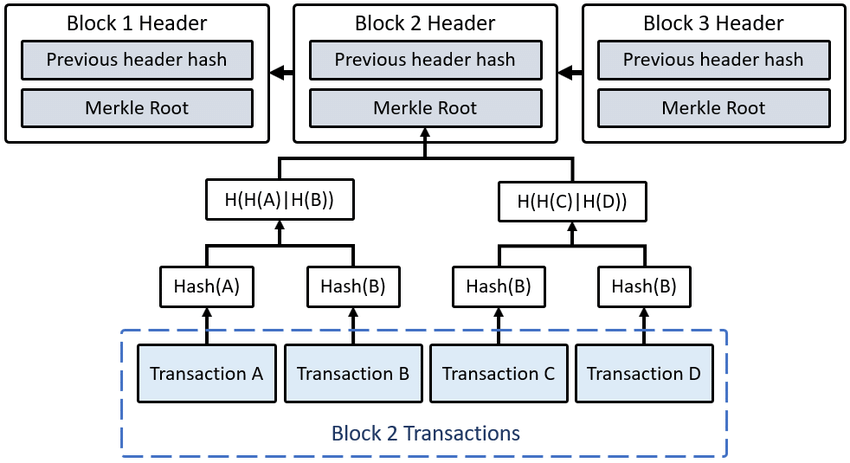 Block 1 Header
Block 2 Header
Block 3 Header
Previous header hash
Previous header hash
Previous header hash
Merkle Root
Merkle Root
Merkle Root
H(H(A)|H(B))
H(H(C)|H(D))
Hash(A)
Hash(B)
Hash(B)
Hash(B)
Transaction A
Transaction B
Transaction C
Transaction D
Block 2 Transactions